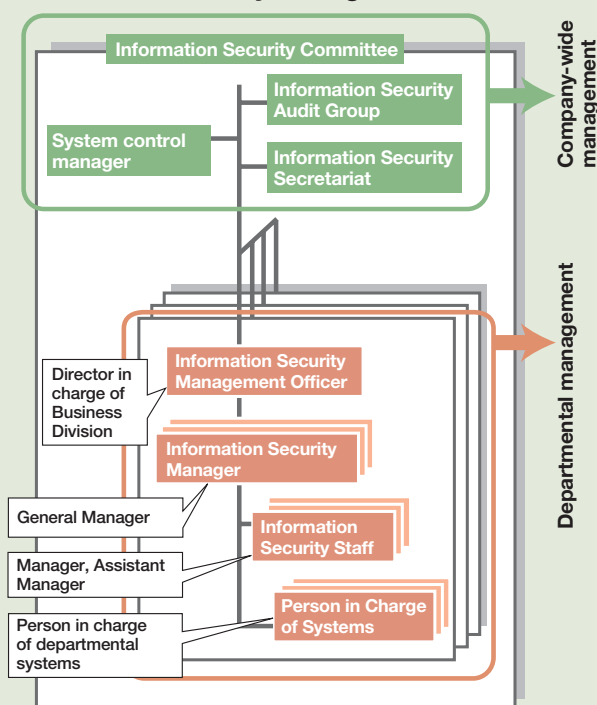 Information Security Committee
Information Security
Audit Group
System control
manager
Information Security
Secretariat
Company-wide
management
Information Security
Management Officer
Director in
charge of
Business
Division
Information Security
Manager
General Manager
Information
Security Staff
Manager, Assistant
Manager
Person in Charge
of Systems
Person in charge
of departmental
systems
Departmental management